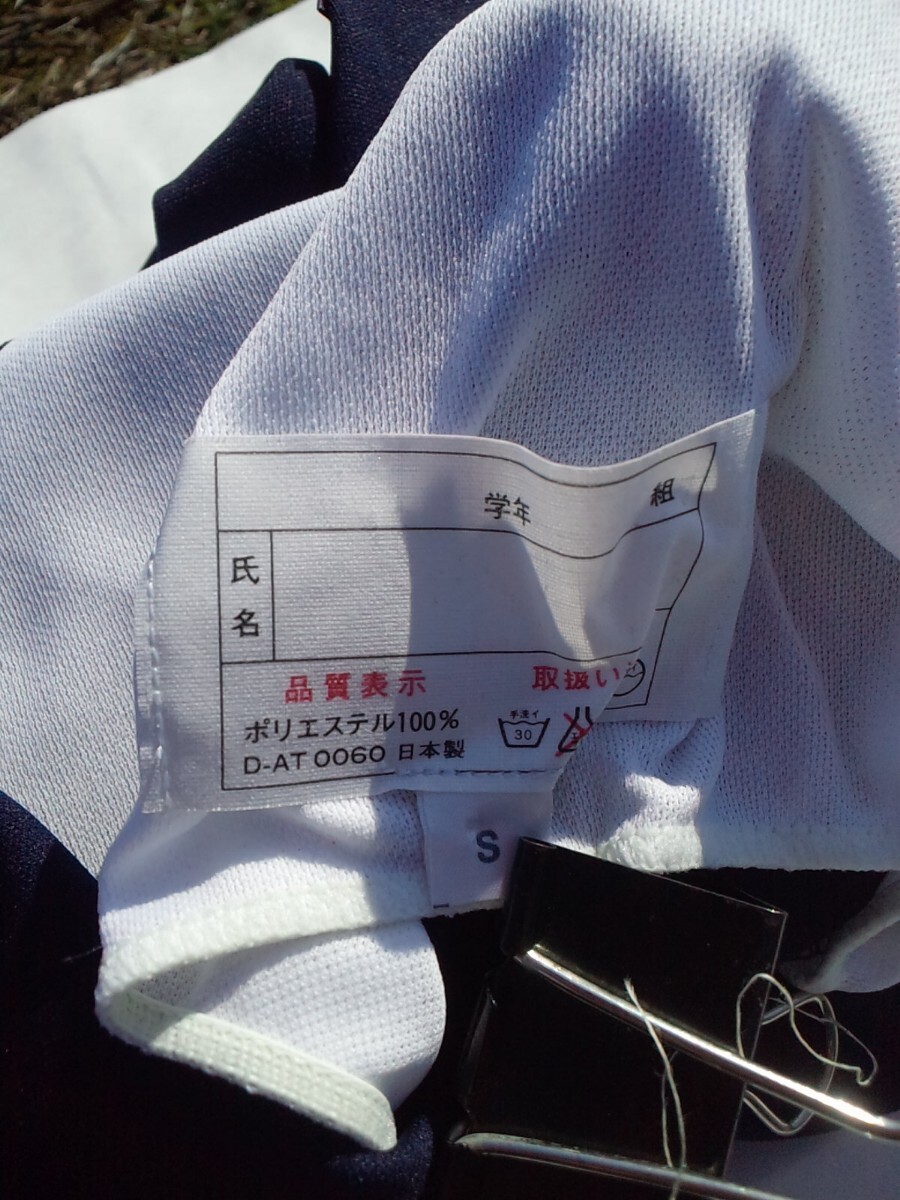 学年 組
氏名
品質表示 取扱い
ポリエステル100%
D-AT 0060 日本製
手洗イ
30
S